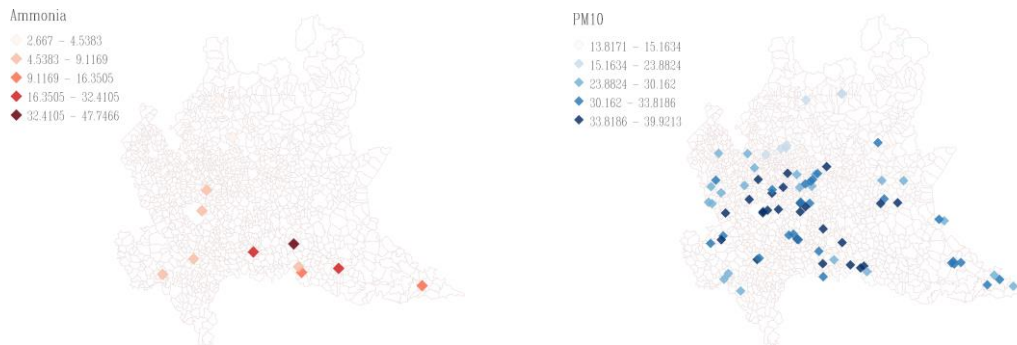 Ammonia
2.667 - 4.5383
4.5383 - 9.1169
9.1169 - 16.3505
16.3505 - 32.4105
32.4105 - 47.7466
PM10
13.8171 - 15.1634
15.1634 - 23.8824
23.8824 - 30.162
30.162 - 33.8186
33.8186 - 39.9213